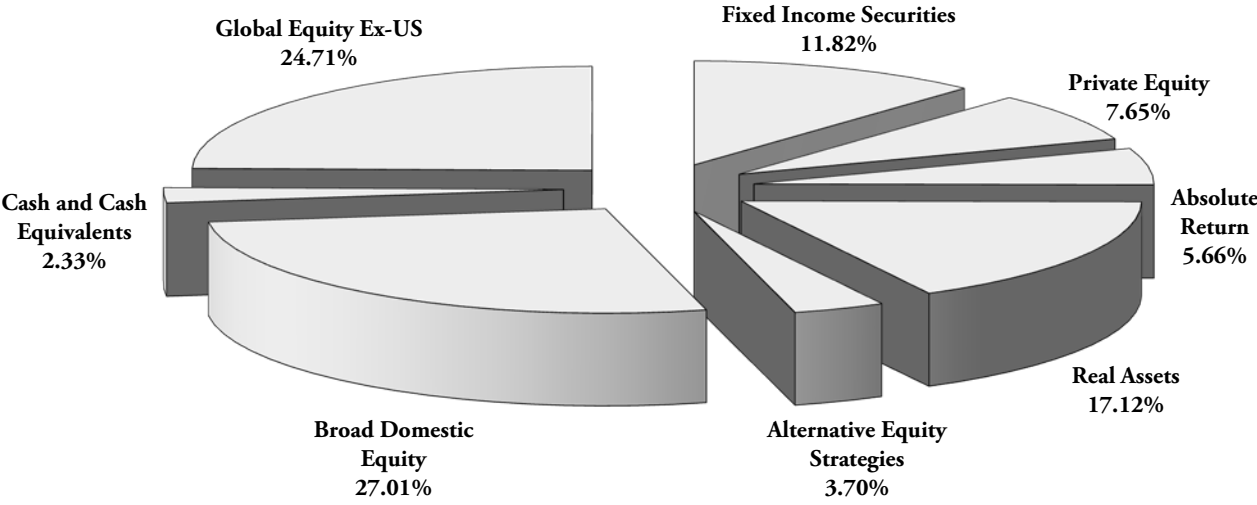 Global Equity Ex-US
24.71%
Fixed Income Securities
11.82%
Private Equity
7.65%
Absolute
Return
5.66%
Cash and Cash
Equivalents
2.33%
Real Assets
17.12%
Broad Domestic
Equity
27.01%
Alternative Equity
Strategies
3.70%